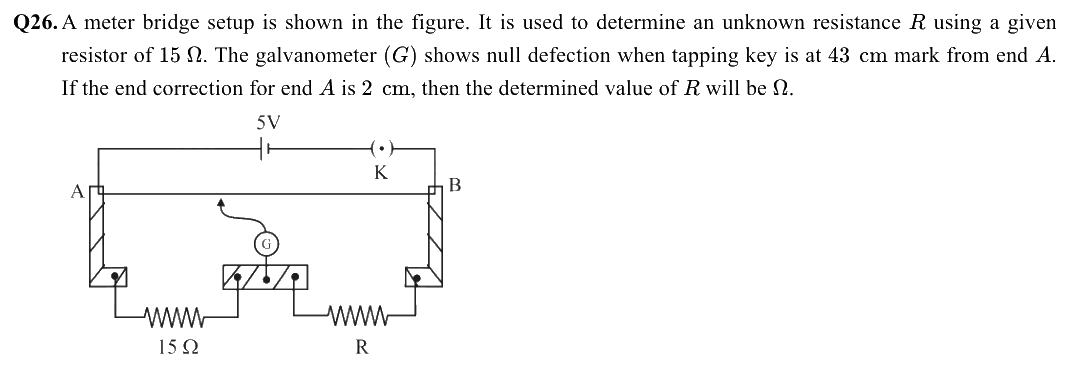 Q26. A meter bridge setup is shown in the figure. It is used to determine an unknown resistance R using a given
resistor of 15 Ω. The galvanometer (G) shows null defection when tapping key is at 43 cm mark from end A.
If the end correction for end A is 2 cm, then the determined value of R will be Ω.
5V
K
A
B
G
15 Ω
R